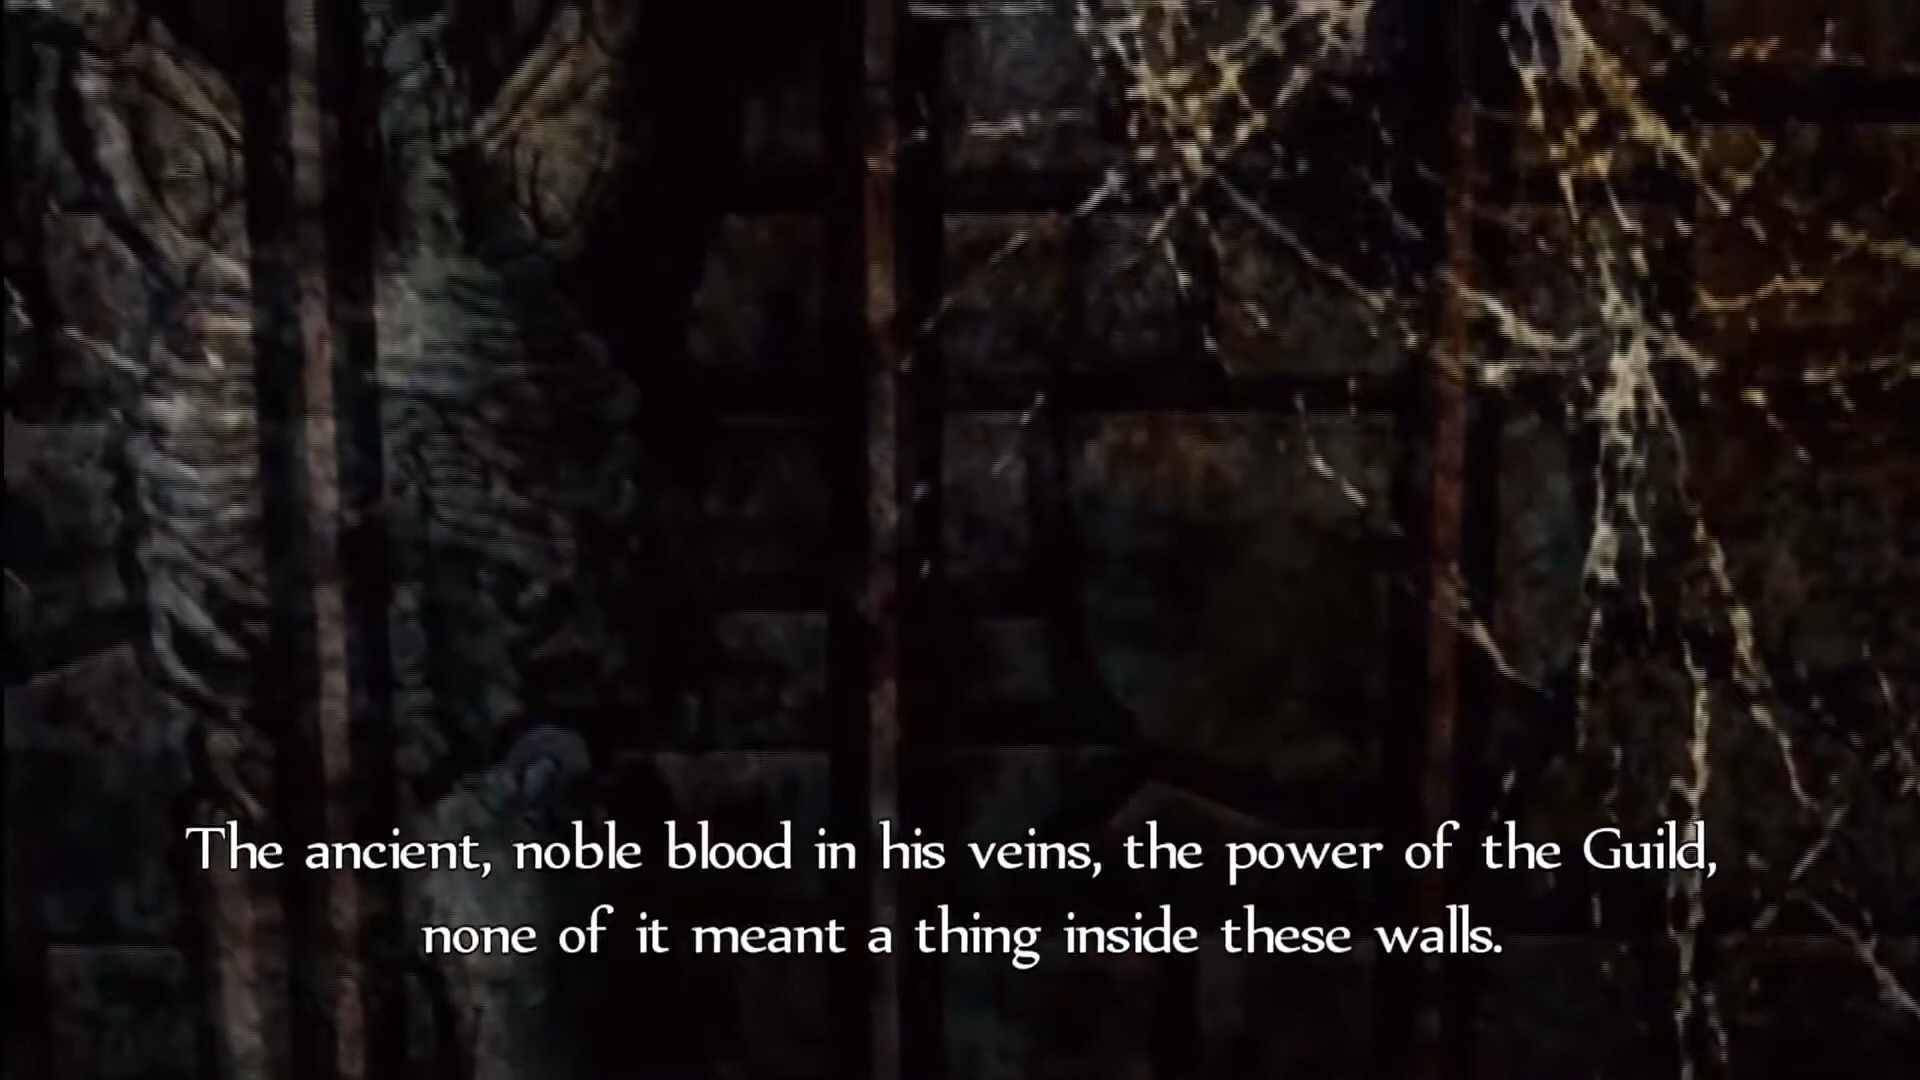 The ancient, noble blood in his veins, the power of the Guild,
none of it meant a thing inside these walls.